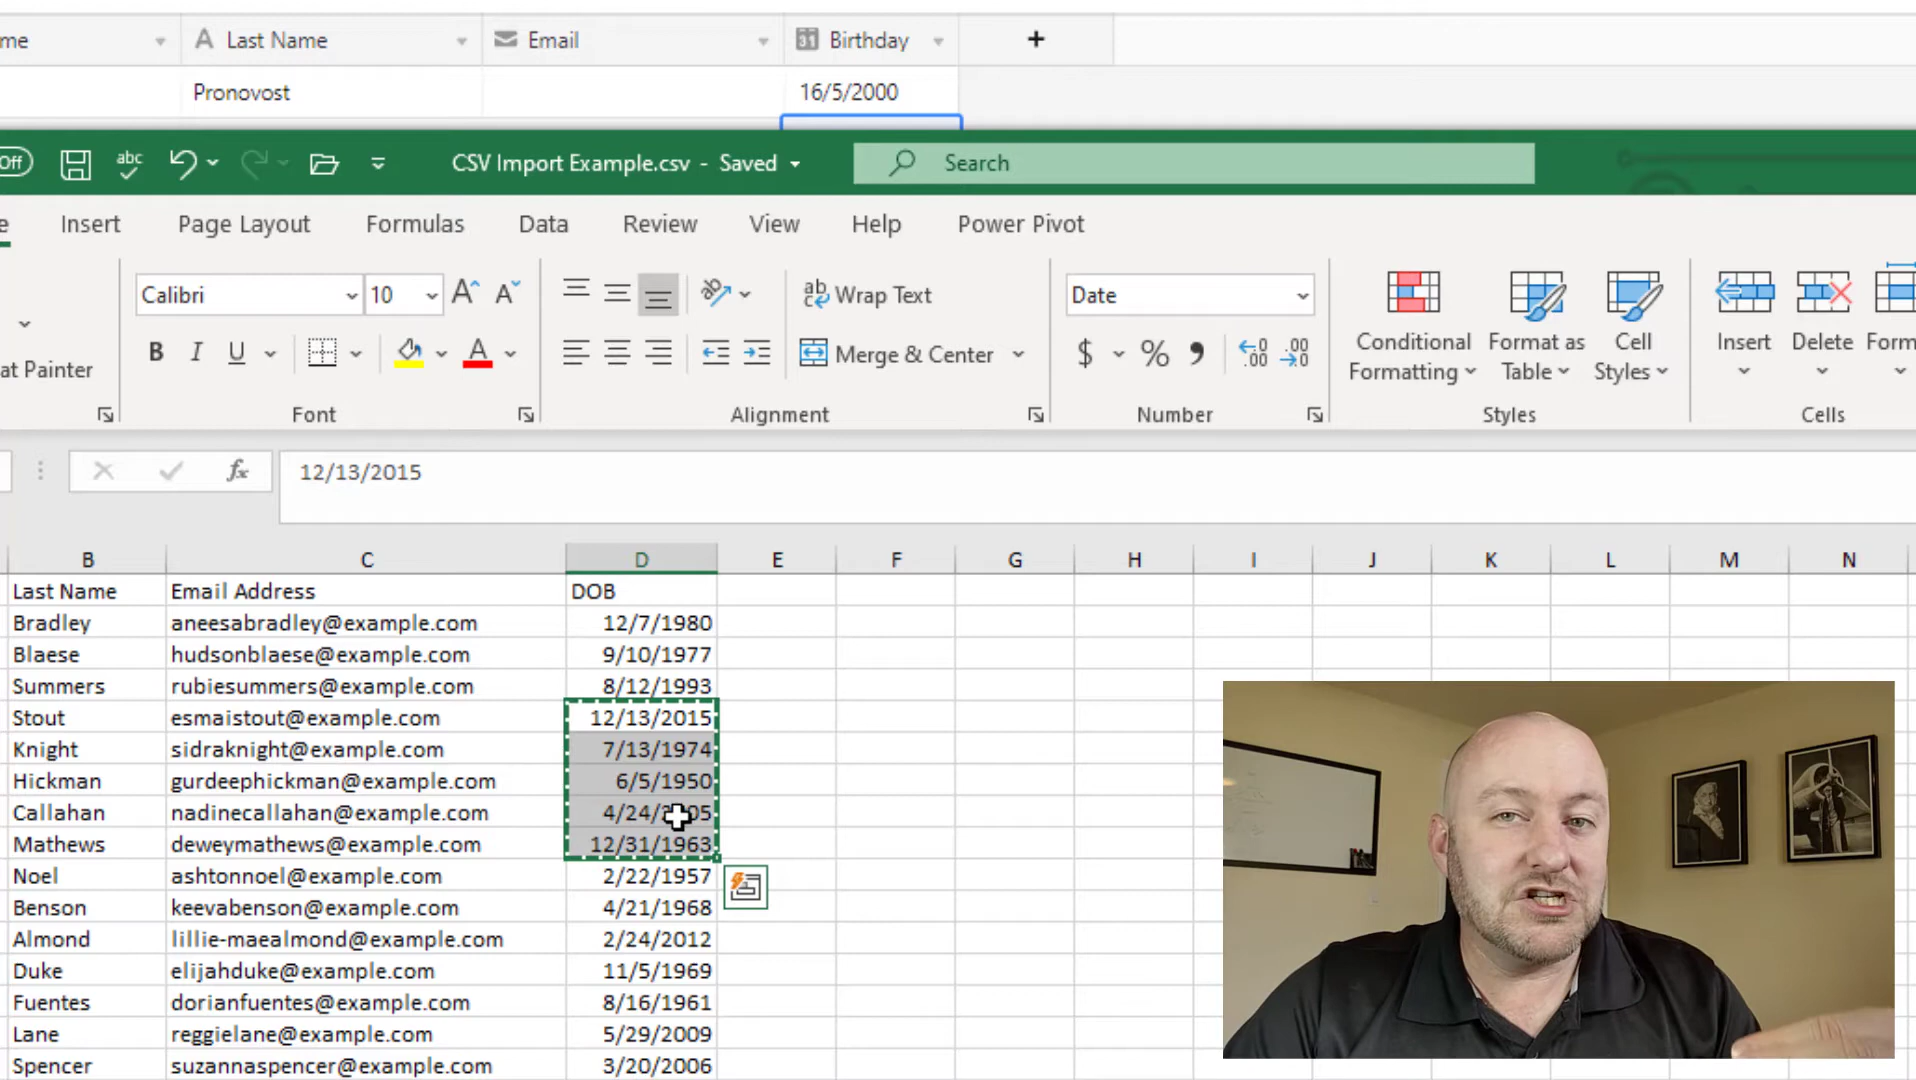 me Last Name Email 31 Birthday +
Pronovost 16/5/2000
Off abc CSV Import Example.csv - Saved Search
e Insert Page Layout Formulas Data Review View Help Power Pivot
Calibri 10 A A ab Wrap Text Date
at Painter B I U A Merge & Center $ % , .00 .00 Conditional Formatting Format as Table Cell Styles Insert Delete Form
Font Alignment Number Styles Cells
fx 12/13/2015
B C D E F G H I J K L M N
Last Name Email Address DOB
Bradley aneesabradley@example.com 12/7/1980
Blaese hudsonblaese@example.com 9/10/1977
Summers rubiesummers@example.com 8/12/1993
Stout esmaistout@example.com 12/13/2015
Knight sidraknight@example.com 7/13/1974
Hickman gurdeephickman@example.com 6/5/1950
Callahan nadinecallahan@example.com
Mathews deweymathews@example.com 12/31/1963
Noel ashtonnoel@example.com 2/22/1957
Benson keevabenson@example.com 4/21/1968
Almond lillie-maealmond@example.com 2/24/2012
Duke elijahduke@example.com 11/5/1969
Fuentes dorianfuentes@example.com 8/16/1961
Lane reggielane@example.com 5/29/2009
Spencer suzannaspencer@example.com 3/20/2006